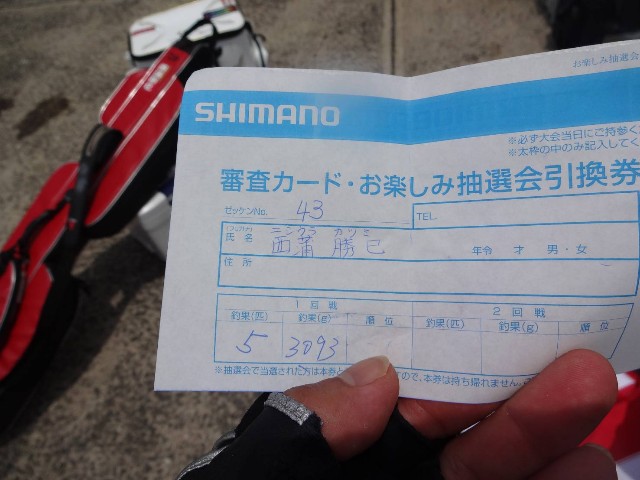 お楽しみ抽選会
SHIMANO
※必ず大会当日にご持参く
※太枠の中のみ記入してく
審査カード・お楽しみ抽選会引換券
ゼッケンNo. 43 TEL
フリガナ ニシウラ カツミ
氏名 西浦 勝巳 年令 才 男・女
住所
1回戦 2回戦
釣果(匹) 釣果(g) 順位 釣果(匹) 釣果(g) 順位
5 3093
※抽選会で当選された方は本券と ので、本券は持ち帰れません。